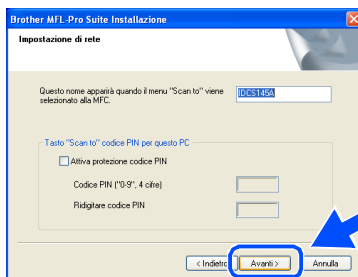 Brother MFL-Pro Suite Installazione
Impostazione di rete
Questo nome apparirà quando il menu "Scan to" viene
selezionato alla MFC.
IDCS145A
Tasto "Scan to" codice PIN per questo PC
Attiva protezione codice PIN
Codice PIN ("0-9", 4 cifre)
Ridigitare codice PIN
< Indietro
Avanti >
Annulla